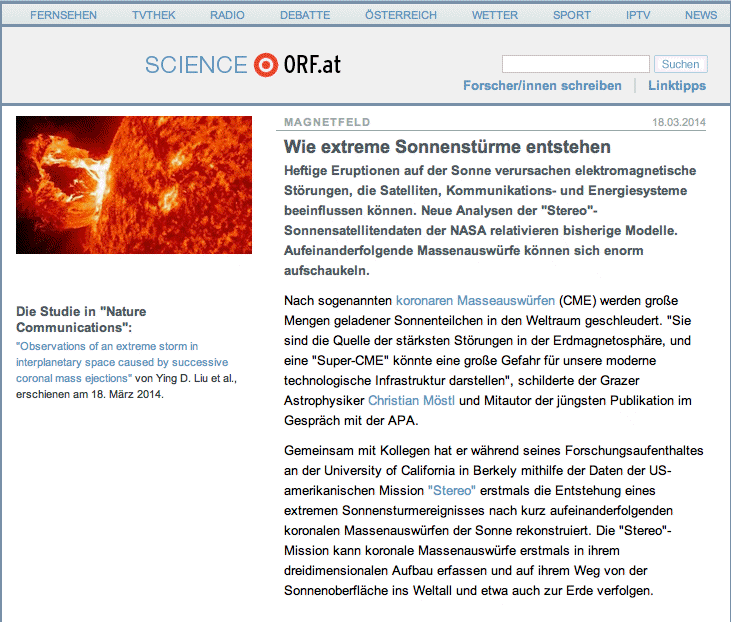 FERNSEHEN TVTHEK RADIO DEBATTE ÖSTERREICH WETTER SPORT IPTV NEWS
SCIENCE ORF.at
Suchen
Forscher/innen schreiben | Linktipps
MAGNETFELD 18.03.2014
Wie extreme Sonnenstürme entstehen
Heftige Eruptionen auf der Sonne verursachen elektromagnetische
Störungen, die Satelliten, Kommunikations- und Energiesysteme
beeinflussen können. Neue Analysen der "Stereo"-
Sonnensatellitendaten der NASA relativieren bisherige Modelle.
Aufeinanderfolgende Massenauswürfe können sich enorm
aufschaukeln.
Die Studie in "Nature
Communications":
"Observations of an extreme storm in
interplanetary space caused by successive
coronal mass ejections" von Ying D. Liu et al.,
erschienen am 18. März 2014.
Nach sogenannten koronaren Masseauswürfen (CME) werden große
Mengen geladener Sonnenteilchen in den Weltraum geschleudert. "Sie
sind die Quelle der stärksten Störungen in der Erdmagnetosphäre, und
eine "Super-CME" könnte eine große Gefahr für unsere moderne
technologische Infrastruktur darstellen", schilderte der Grazer
Astrophysiker Christian Möstl und Mitautor der jüngsten Publikation im
Gespräch mit der APA.
Gemeinsam mit Kollegen hat er während seines Forschungsaufenthaltes
an der University of California in Berkely mithilfe der Daten der US-
amerikanischen Mission "Stereo" erstmals die Entstehung eines
extremen Sonnensturmereignisses nach kurz aufeinanderfolgenden
koronalen Massenauswürfen der Sonne rekonstruiert. Die "Stereo"-
Mission kann koronale Massenauswürfe erstmals in ihrem
dreidimensionalen Aufbau erfassen und auf ihrem Weg von der
Sonnenoberfläche ins Weltall und etwa auch zur Erde verfolgen.